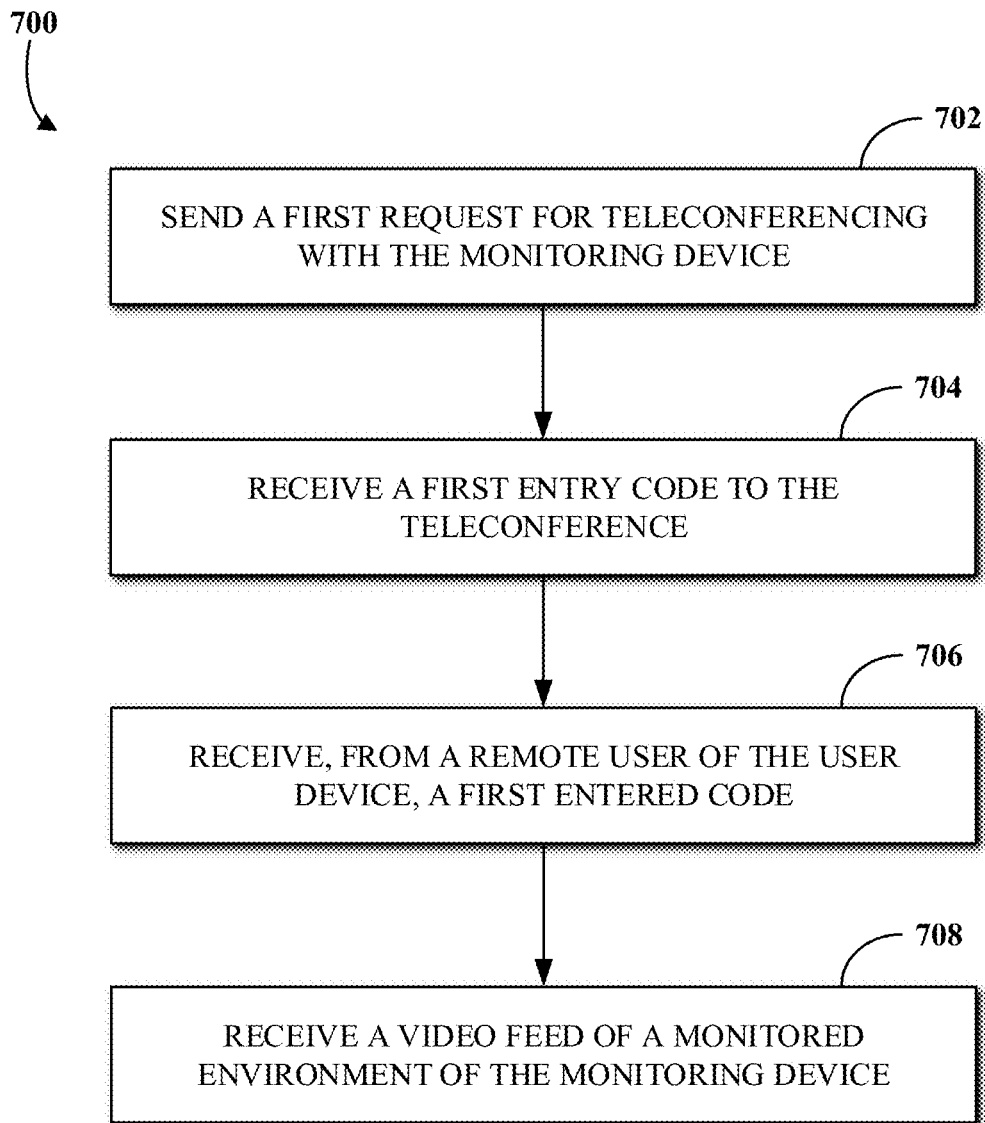 700
702
SEND A FIRST REQUEST FOR TELECONFERENCING
WITH THE MONITORING DEVICE
704
RECEIVE A FIRST ENTRY CODE TO THE
TELECONFERENCE
706
RECEIVE, FROM A REMOTE USER OF THE USER
DEVICE, A FIRST ENTERED CODE
708
RECEIVE A VIDEO FEED OF A MONITORED
ENVIRONMENT OF THE MONITORING DEVICE